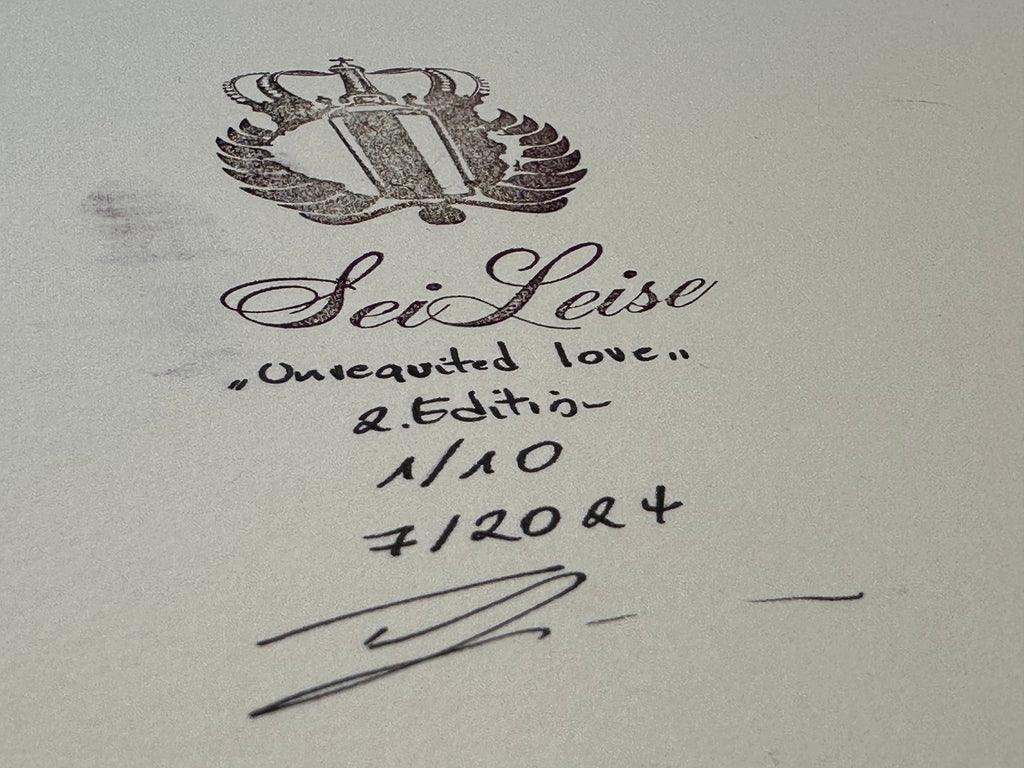 SeiLeise
„Unrequited love"
2. Edition
1/10
7/2024